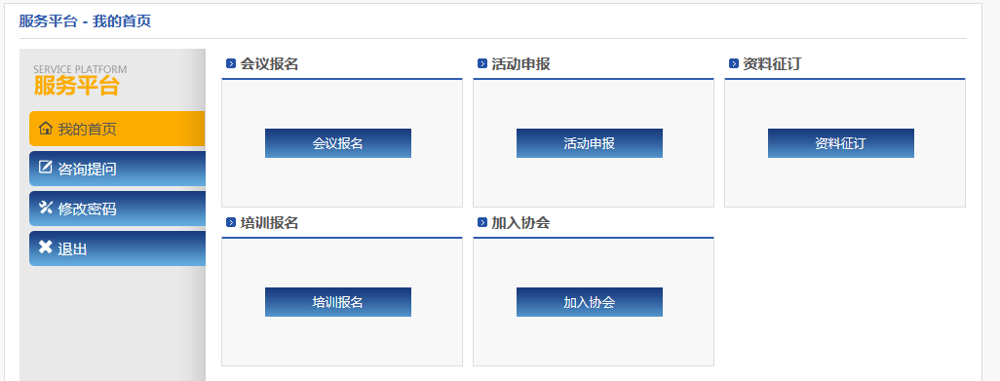 服务平台 - 我的首页
SERVICE PLATFORM
服务平台
我的首页
咨询提问
修改密码
退出
会议报名
会议报名
活动申报
活动申报
资料征订
资料征订
培训报名
培训报名
加入协会
加入协会